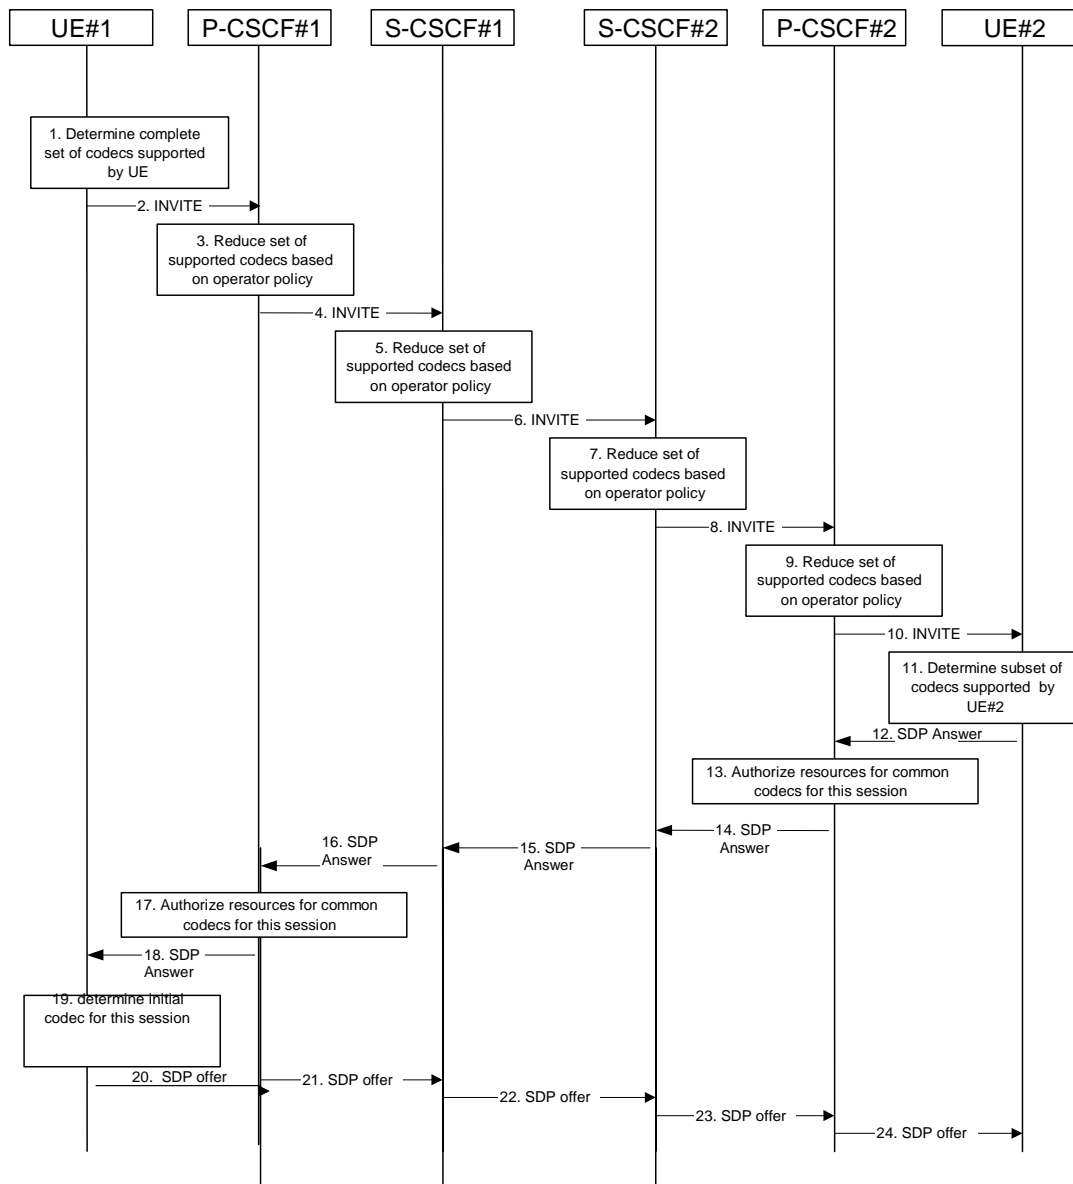 UE#1
P-CSCF#1
S-CSCF#1
S-CSCF#2
P-CSCF#2
UE#2
1. Determine complete
set of codecs supported
by UE
2. INVITE
3. Reduce set of
supported codecs based
on operator policy
4. INVITE
5. Reduce set of
supported codecs based
on operator policy
6. INVITE
7. Reduce set of
supported codecs based
on operator policy
8. INVITE
9. Reduce set of
supported codecs based
on operator policy
10. INVITE
11. Determine subset of
codecs supported by
UE#2
12. SDP Answer
13. Authorize resources for common
codecs for this session
14. SDP
Answer
15. SDP
Answer
16. SDP
Answer
17. Authorize resources for common
codecs for this session
18. SDP
Answer
19. determine initial
codec for this session
20. SDP offer
21. SDP offer
22. SDP offer
23. SDP offer
24. SDP offer